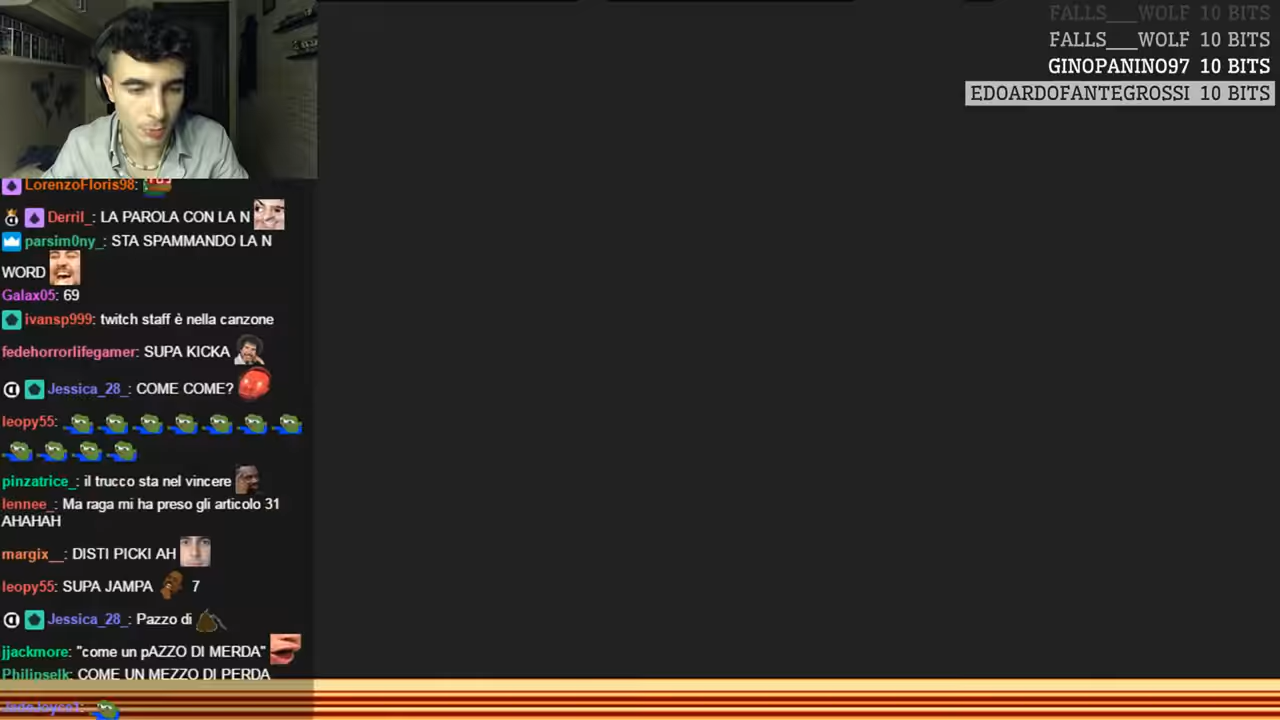 FALLS___WOLF 10 BITS
FALLS___WOLF 10 BITS
GINOPANINO97 10 BITS
EDOARDOFANTEGROSSI 10 BITS
LorenzoFloris98:
Derril_: LA PAROLA CON LA N
parsim0ny_: STA SPAMMANDO LA N
WORD
Galax05: 69
ivansp999: twitch staff è nella canzone
fedehorrorlifegamer: SUPA KICKA
Jessica_28_: COME COME?
leopy55:
pinzatrice_: il trucco sta nel vincere
lennee_: Ma raga mi ha preso gli articolo 31
AHAHAH
margix__: DISTI PICKI AH
leopy55: SUPA JAMPA 7
Jessica_28_: Pazzo di
jjackmore: "come un pAZZO DI MERDA"
Philipselk: COME UN MEZZO DI PERDA